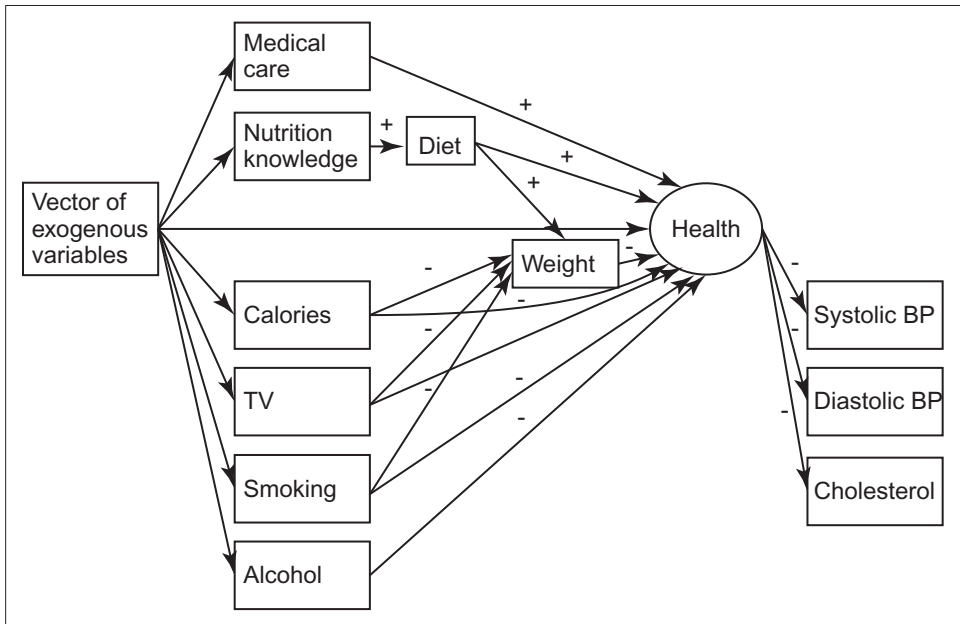 Medical
care
+
Nutrition
knowledge
+
Diet
+
+
Vector of
exogenous
variables
Health
Weight
-
-
-
Calories
-
Systolic BP
-
-
TV
-
-
Diastolic BP
-
-
Smoking
Cholesterol
Alcohol